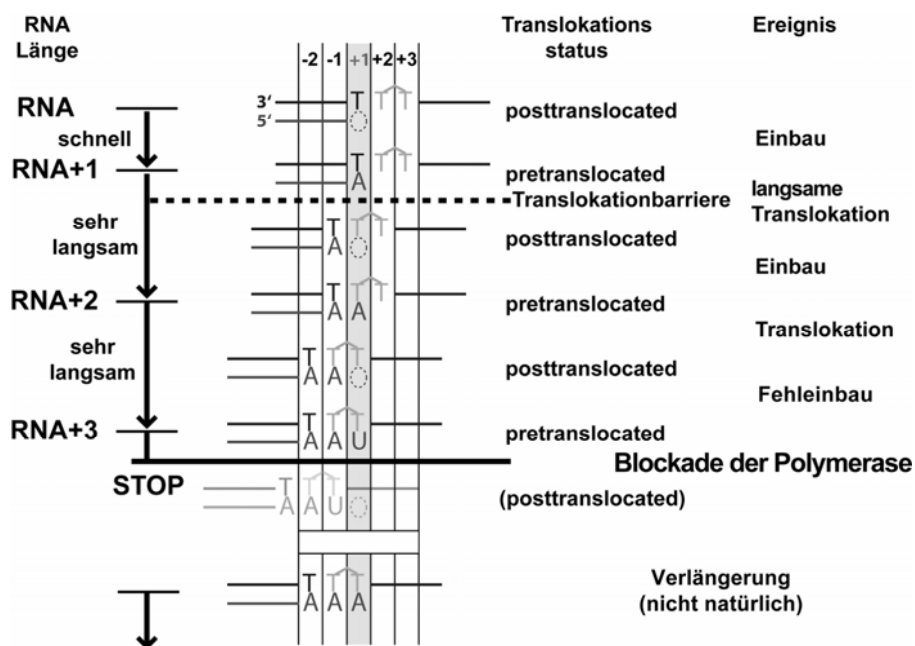 RNA Länge
Translokations status
Ereignis
-2 -1 +1 +2 +3
RNA
3' T T T
posttranslocated
5'
schnell
Einbau
RNA+1
T T T
pretranslocated
A
Translokationbarriere
langsame Translokation
sehr langsam
T T T
posttranslocated
A
Einbau
RNA+2
T T T
pretranslocated
A A
Translokation
sehr langsam
T T T
posttranslocated
A A
Fehleinbau
RNA+3
T T T
pretranslocated
A A U
Blockade der Polymerase
STOP
T T T
(posttranslocated)
A A U
T T T
Verlängerung
A A A
(nicht natürlich)